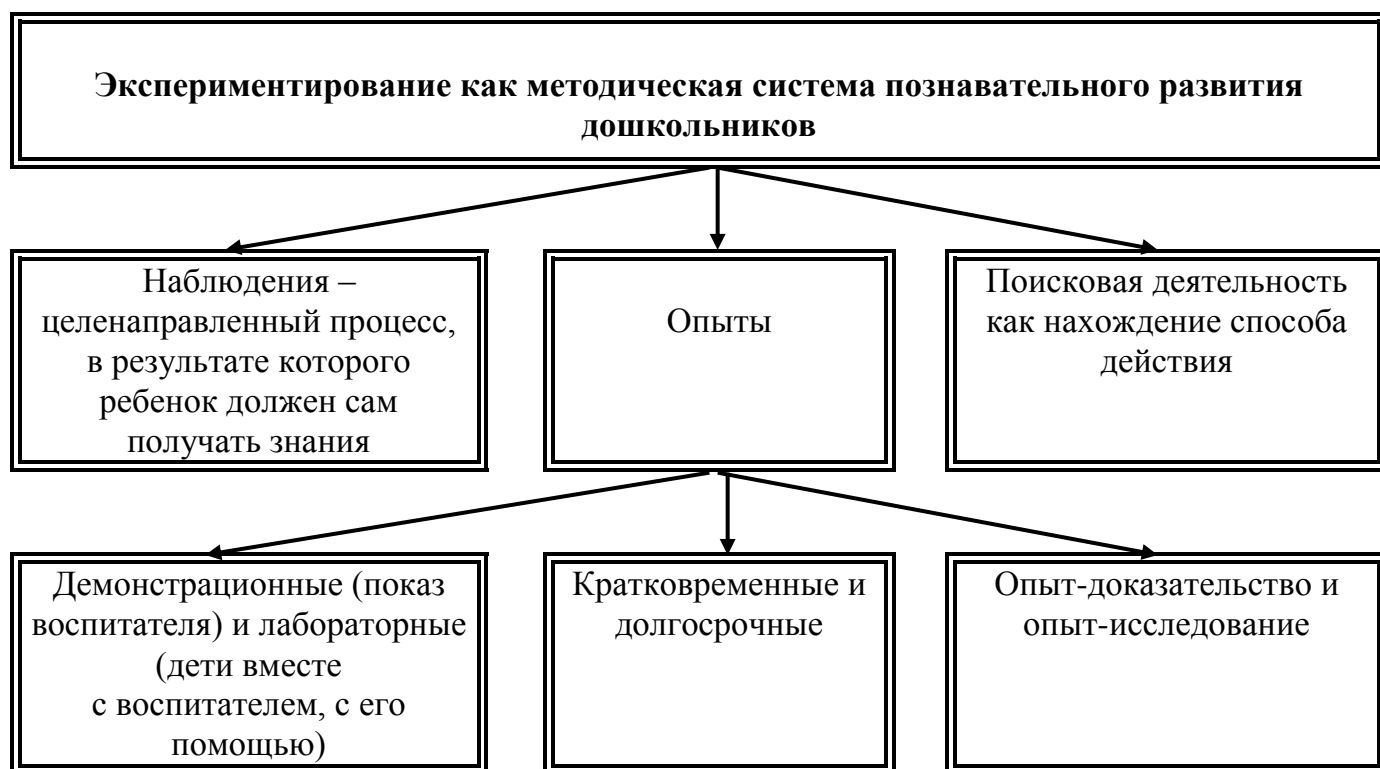 Экспериментирование как методическая система познавательного развития
дошкольников
Наблюдения –
целенаправленный процесс,
в результате которого
ребенок должен сам
получать знания
Опыты
Поисковая деятельность
как нахождение способа
действия
Демонстрационные (показ
воспитателя) и лабораторные
(дети вместе
с воспитателем, с его
помощью)
Кратковременные и
долгосрочные
Опыт-доказательство и
опыт-исследование